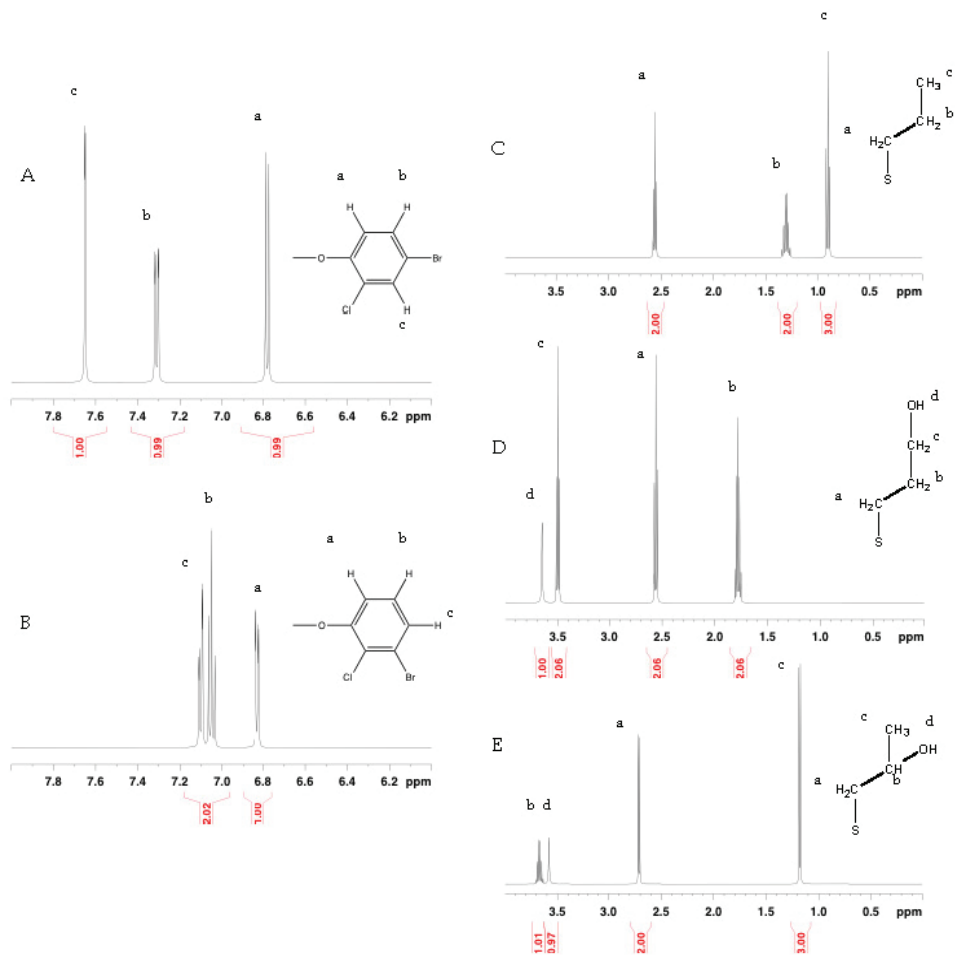 A
c
b
a
a
b
H
H
O
Br
Cl
H
c
7.8 7.6 7.4 7.2 7.0 6.8 6.6 6.4 6.2 ppm
1.00
0.99
0.99
B
b
c
a
a
b
H
H
O
H
c
Cl
Br
7.8 7.6 7.4 7.2 7.0 6.8 6.6 6.4 6.2 ppm
2.02
1.00
C
c
a
b
c
CH3
CH2
b
a
H2C
S
3.5 3.0 2.5 2.0 1.5 1.0 0.5 ppm
2.00
2.00
3.00
D
c
a
b
d
OH
d
c
CH2
CH2
b
a
H2C
S
3.5 3.0 2.5 2.0 1.5 1.0 0.5 ppm
1.00
2.06
2.06
2.06
E
c
a
b d
c
d
CH3
OH
CH
b
a
H2C
S
3.5 3.0 2.5 2.0 1.5 1.0 0.5 ppm
1.01
0.97
2.00
3.00